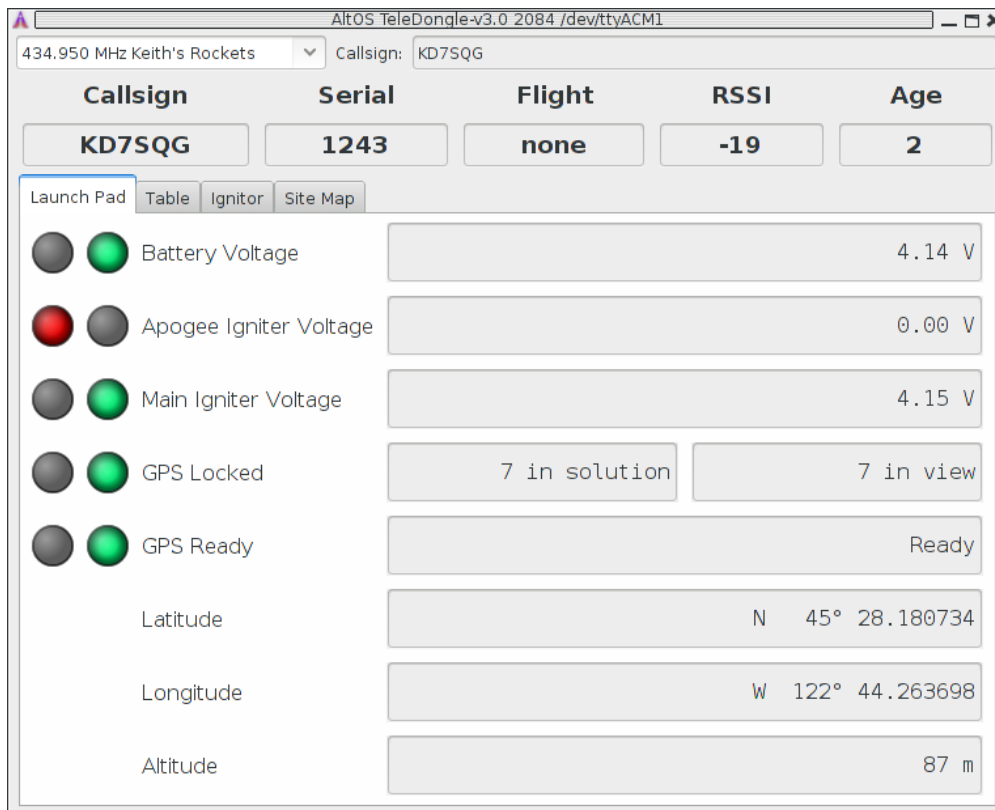 AltOS TeleDongle-v3.0 2084 /dev/ttyACM1
434.950 MHz Keith's Rockets Callsign: KD7SQG
Callsign Serial Flight RSSI Age
KD7SQG 1243 none -19 2
Launch Pad Table Ignitor Site Map
Battery Voltage 4.14 V
Apogee Igniter Voltage 0.00 V
Main Igniter Voltage 4.15 V
GPS Locked 7 in solution 7 in view
GPS Ready Ready
Latitude N 45° 28.180734
Longitude W 122° 44.263698
Altitude 87 m